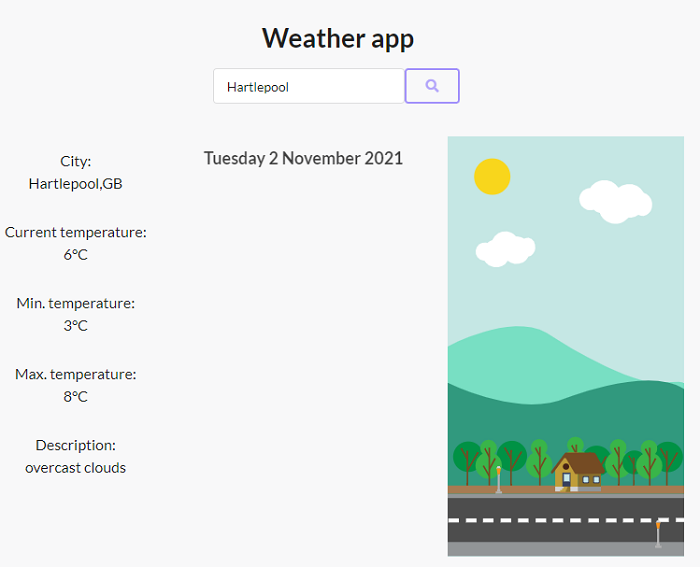 Weather app
Hartlepool
City:
Hartlepool,GB
Current temperature:
6°C
Min. temperature:
3°C
Max. temperature:
8°C
Description:
overcast clouds
Tuesday 2 November 2021